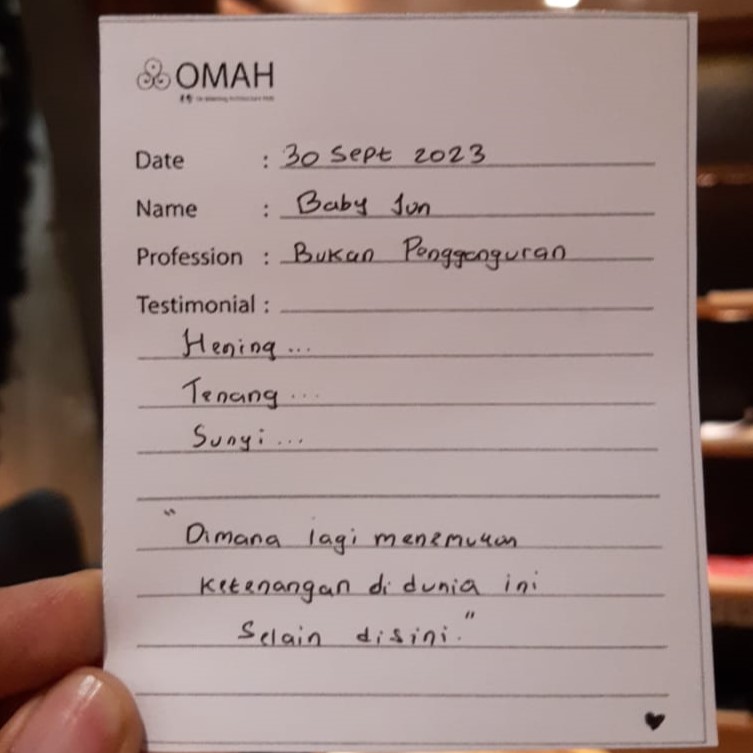 OMAH
Date : 30 Sept 2023
Name : Baby Jun
Profession : Bukan Pengganguran
Testimonial :
Hening ...
Tenang ...
Sunyi ...
"Dimana lagi menemukan
Ketenangan di dunia ini
Selain disini."